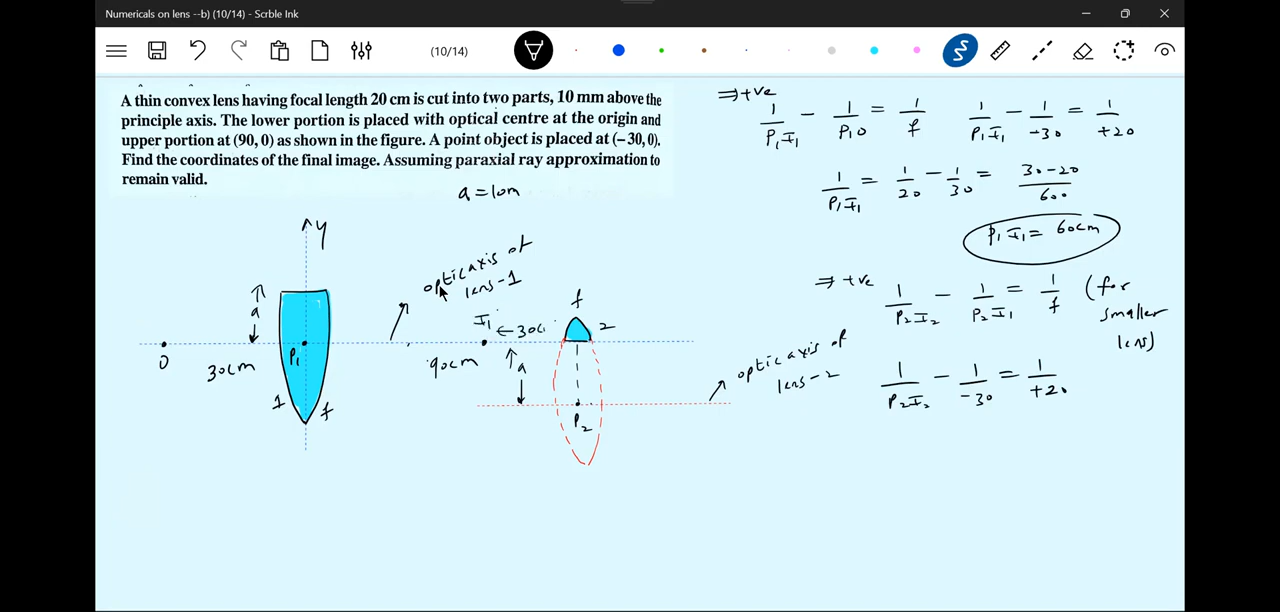 Numericals on lens --b) (10/14) - Scrble Ink
(10/14)
A thin convex lens having focal length 20 cm is cut into two parts, 10 mm above the
principle axis. The lower portion is placed with optical centre at the origin and
upper portion at (90, 0) as shown in the figure. A point object is placed at (– 30, 0).
Find the coordinates of the final image. Assuming paraxial ray approximation to
remain valid.
a = 10m
y
a
O
30cm
P₁
1
f
optic axis of
lens-1
I₁
←30c
90cm
a
f
2
P₂
optic axis of
lens-2
⇒ +ve
1/P₁I₁ - 1/P₁O = 1/f 1/P₁I₁ - 1/-30 = 1/+20
1/P₁I₁ = 1/20 - 1/30 = 30-20/600
P₁I₁ = 60cm
⇒ +ve
1/P₂I₂ - 1/P₂I₁ = 1/f (for
smaller
lens)
1/P₂I₂ - 1/-30 = 1/+20